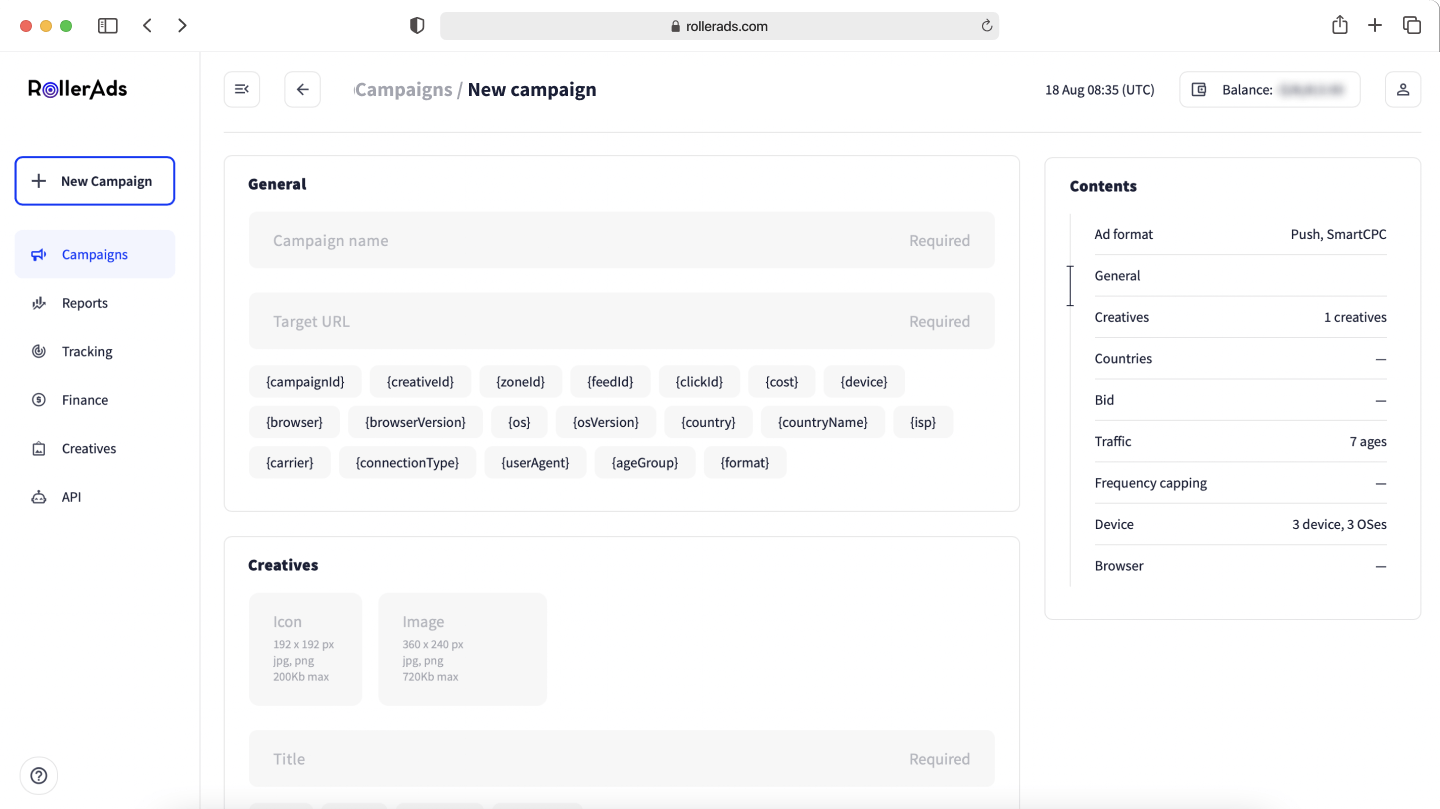 rollerads.com
RollerAds
Campaigns / New campaign
18 Aug 08:35 (UTC)
Balance:
New Campaign
Campaigns
Reports
Tracking
Finance
Creatives
API
General
Campaign name Required
Target URL Required
{campaignId} {creativeId} {zoneId} {feedId} {clickId} {cost} {device}
{browser} {browserVersion} {os} {osVersion} {country} {countryName} {isp}
{carrier} {connectionType} {userAgent} {ageGroup} {format}
Creatives
Icon
192 x 192 px
jpg, png
200Kb max
Image
360 x 240 px
jpg, png
720Kb max
Title Required
Contents
Ad format Push, SmartCPC
General
Creatives 1 creatives
Countries —
Bid —
Traffic 7 ages
Frequency capping —
Device 3 device, 3 OSes
Browser —